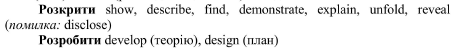 Розкрити show, describe, find, demonstrate, explain, unfold, reveal
(помилка: disclose)
Розробити develop (теорію), design (план)